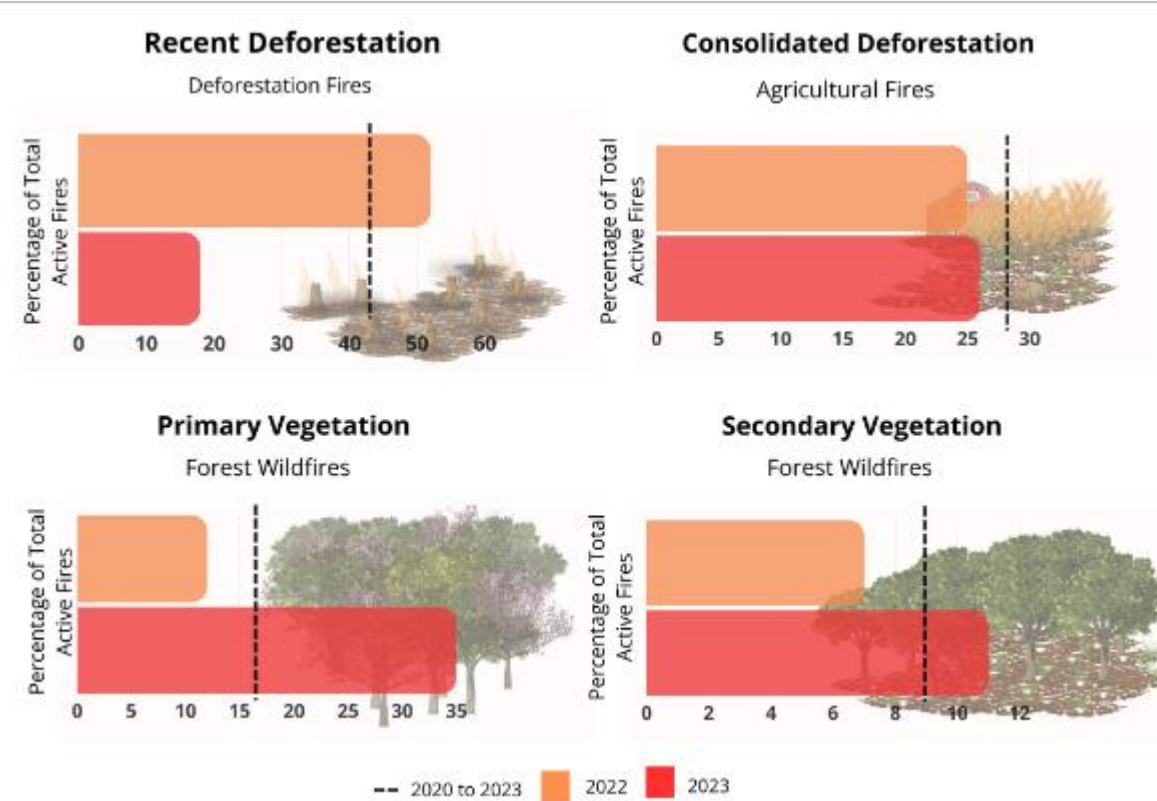 Recent Deforestation
Deforestation Fires
Percentage of Total
Active Fires
0 10 20 30 40 50 60
Consolidated Deforestation
Agricultural Fires
Percentage of Total
Active Fires
0 5 10 15 20 25 30
Primary Vegetation
Forest Wildfires
Percentage of Total
Active Fires
0 5 10 15 20 25 30 35
Secondary Vegetation
Forest Wildfires
Percentage of Total
Active Fires
0 2 4 6 8 10 12
2020 to 2023 2022 2023